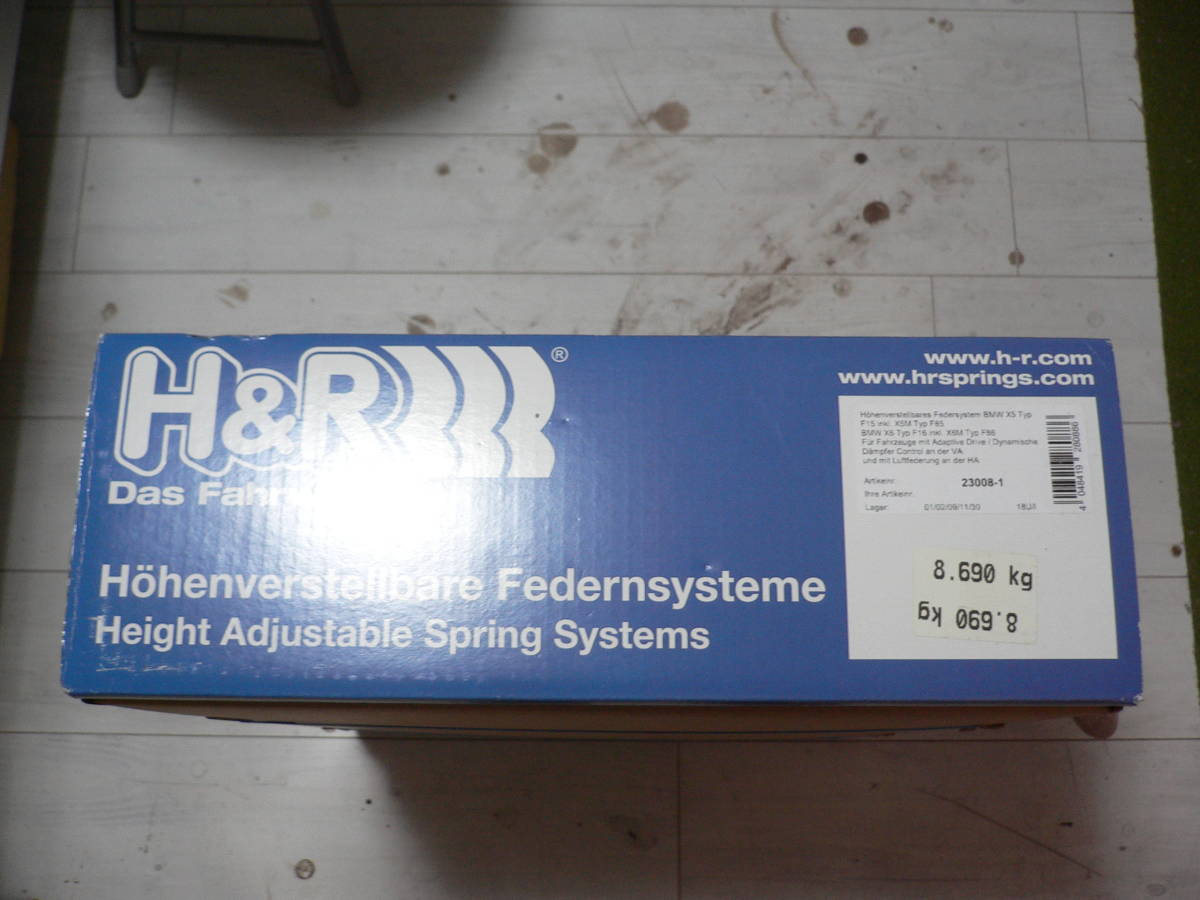 H&R®
Das Fahr
Höhenverstellbare Federnsysteme
Height Adjustable Spring Systems
www.h-r.com
www.hrsprings.com
Höhenverstellbares Federsystem BMW X5 Typ
F15 inkl. X5M Typ F85
BMW X6 Typ F16 inkl. X6M Typ F86
Für Fahrzeuge mit Adaptive Drive / Dynamische
Dämpfer Control an der VA
und mit Luftfederung an der HA
Artikelnr. 23008-1
Ihre Artikelnr.
Lager: 01/02/09/11/30
4 048419 260880
8.690 kg
8.690 kg